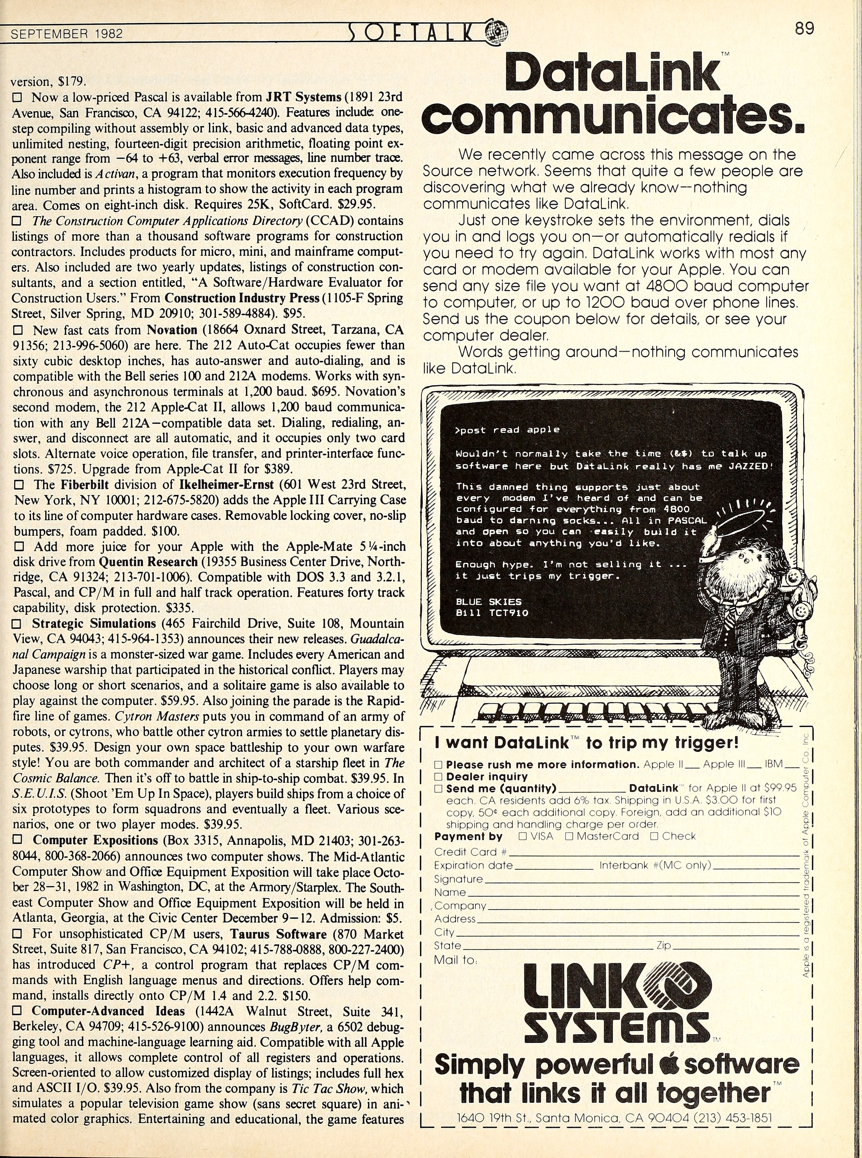 SEPTEMBER 1982
SOFTALK
89
version, $179.
☐ Now a low-priced Pascal is available from JRT Systems (1891 23rd
Avenue, San Francisco, CA 94122; 415-566-4240). Features include: one-
step compiling without assembly or link, basic and advanced data types,
unlimited nesting, fourteen-digit precision arithmetic, floating point ex-
ponent range from −64 to +63, verbal error messages, line number trace.
Also included is Activan, a program that monitors execution frequency by
line number and prints a histogram to show the activity in each program
area. Comes on eight-inch disk. Requires 25K, SoftCard. $29.95.
☐ The Construction Computer Applications Directory (CCAD) contains
listings of more than a thousand software programs for construction
contractors. Includes products for micro, mini, and mainframe comput-
ers. Also included are two yearly updates, listings of construction con-
sultants, and a section entitled, "A Software/Hardware Evaluator for
Construction Users." From Construction Industry Press (1105-F Spring
Street, Silver Spring, MD 20910; 301-589-4884). $95.
☐ New fast cats from Novation (18664 Oxnard Street, Tarzana, CA
91356; 213-996-5060) are here. The 212 Auto-Cat occupies fewer than
sixty cubic desktop inches, has auto-answer and auto-dialing, and is
compatible with the Bell series 100 and 212A modems. Works with syn-
chronous and asynchronous terminals at 1,200 baud. $695. Novation's
second modem, the 212 Apple-Cat II, allows 1,200 baud communica-
tion with any Bell 212A-compatible data set. Dialing, redialing, an-
swer, and disconnect are all automatic, and it occupies only two card
slots. Alternate voice operation, file transfer, and printer-interface func-
tions. $725. Upgrade from Apple-Cat II for $389.
☐ The Fiberbilt division of Ikelheimer-Ernst (601 West 23rd Street,
New York, NY 10001; 212-675-5820) adds the Apple III Carrying Case
to its line of computer hardware cases. Removable locking cover, no-slip
bumpers, foam padded. $100.
☐ Add more juice for your Apple with the Apple-Mate 5¼-inch
disk drive from Quentin Research (19355 Business Center Drive, North-
ridge, CA 91324; 213-701-1006). Compatible with DOS 3.3 and 3.2.1,
Pascal, and CP/M in full and half track operation. Features forty track
capability, disk protection. $335.
☐ Strategic Simulations (465 Fairchild Drive, Suite 108, Mountain
View, CA 94043; 415-964-1353) announces their new releases. Guadalca-
nal Campaign is a monster-sized war game. Includes every American and
Japanese warship that participated in the historical conflict. Players may
choose long or short scenarios, and a solitaire game is also available to
play against the computer. $59.95. Also joining the parade is the Rapid-
fire line of games. Cytron Masters puts you in command of an army of
robots, or cytrons, who battle other cytron armies to settle planetary dis-
putes. $39.95. Design your own space battleship to your own warfare
style! You are both commander and architect of a starship fleet in The
Cosmic Balance. Then it's off to battle in ship-to-ship combat. $39.95. In
S.E.U.I.S. (Shoot 'Em Up In Space), players build ships from a choice of
six prototypes to form squadrons and eventually a fleet. Various sce-
narios, one or two player modes. $39.95.
☐ Computer Expositions (Box 3315, Annapolis, MD 21403; 301-263-
8044, 800-368-2066) announces two computer shows. The Mid-Atlantic
Computer Show and Office Equipment Exposition will take place Octo-
ber 28–31, 1982 in Washington, DC, at the Armory/Starplex. The South-
east Computer Show and Office Equipment Exposition will be held in
Atlanta, Georgia, at the Civic Center December 9–12. Admission: $5.
☐ For unsophisticated CP/M users, Taurus Software (870 Market
Street, Suite 817, San Francisco, CA 94102; 415-788-0888, 800-227-2400)
has introduced CP+, a control program that replaces CP/M com-
mands with English language menus and directions. Offers help com-
mand, installs directly onto CP/M 1.4 and 2.2. $150.
☐ Computer-Advanced Ideas (1442A Walnut Street, Suite 341,
Berkeley, CA 94709; 415-526-9100) announces BugByter, a 6502 debug-
ging tool and machine-language learning aid. Compatible with all Apple
languages, it allows complete control of all registers and operations.
Screen-oriented to allow customized display of listings; includes full hex
and ASCII I/O. $39.95. Also from the company is Tic Tac Show, which
simulates a popular television game show (sans secret square) in ani-
mated color graphics. Entertaining and educational, the game features
DataLink™
communicates.
We recently came across this message on the
Source network. Seems that quite a few people are
discovering what we already know—nothing
communicates like DataLink.
Just one keystroke sets the environment, dials
you in and logs you on—or automatically redials if
you need to try again. DataLink works with most any
card or modem available for your Apple. You can
send any size file you want at 4800 baud computer
to computer, or up to 1200 baud over phone lines.
Send us the coupon below for details, or see your
computer dealer.
Words getting around—nothing communicates
like DataLink.
>post read apple
Wouldn't normally take the time (&$) to talk up
software here but DataLink really has me JAZZED!
This damned thing supports just about
every modem I've heard of and can be
configured for everything from 4800
baud to darning socks... All in PASCAL
and open so you can easily build it
into about anything you'd like.
Enough hype. I'm not selling it ...
it just trips my trigger.
BLUE SKIES
Bill TCT910
I want DataLink™ to trip my trigger!
☐ Please rush me more information. Apple II__ Apple III__ IBM__
☐ Dealer inquiry
☐ Send me (quantity)________ DataLink™ for Apple II at $99.95
each. CA residents add 6% tax. Shipping in U.S.A. $3.00 for first
copy, 50¢ each additional copy. Foreign, add an additional $10
shipping and handling charge per order.
Payment by ☐ VISA ☐ MasterCard ☐ Check
Credit Card #
Expiration date________ Interbank #(MC only)________
Signature
Name
Company
Address
City
State________ Zip________
Mail to:
Apple is a registered trademark of Apple Computer Co., Inc.
LINK
SYSTEMS™
Simply powerful software
that links it all together™
1640 19th St., Santa Monica, CA 90404 (213) 453-1851